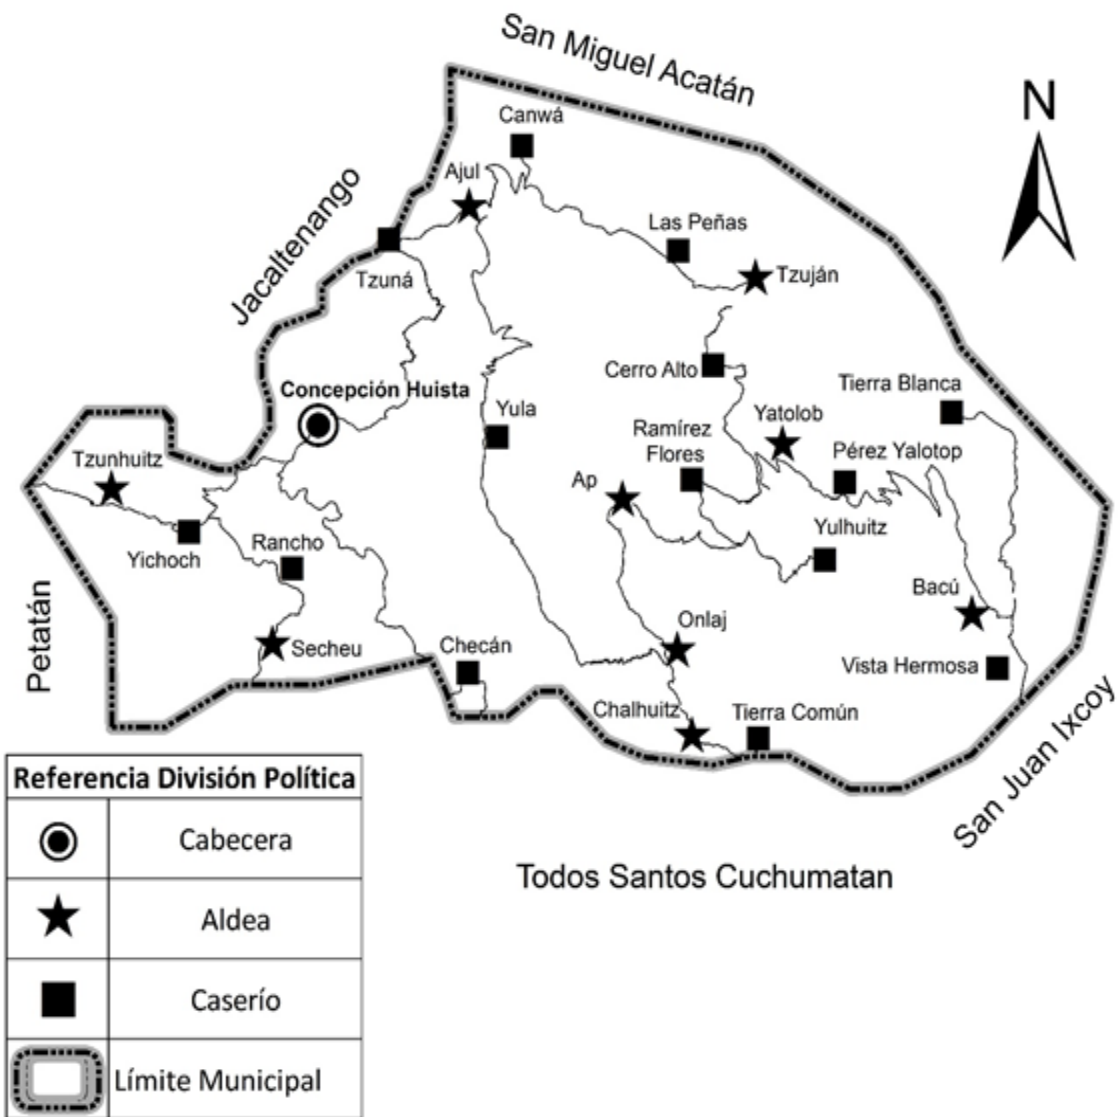 San Miguel Acatán
N
Canwá
Ajul
Jacaltenango
Las Peñas
Tzuján
Tzuná
Cerro Alto
Tierra Blanca
Concepción Huista
Yula
Yatolob
Ramírez
Flores
Pérez Yalotop
Tzunhuitz
Ap
Yulhuitz
Rancho
Yichoch
Bacú
Petatán
Onlaj
Secheu
Checán
Vista Hermosa
Chalhuitz
Tierra Común
San Juan Ixcoy
Todos Santos Cuchumatan
Referencia División Política
Cabecera
Aldea
Caserío
Límite Municipal